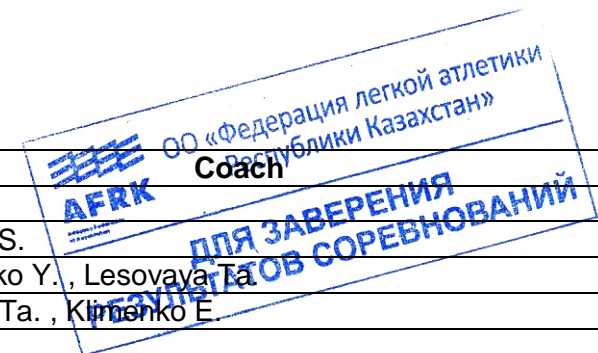 ОО «Федерация легкой атлетики
Республики Казахстан»
AFRK
Coach
ДЛЯ ЗАВЕРЕНИЯ
РЕЗУЛЬТАТОВ СОРЕВНОВАНИЙ
S.
ko Y. , Lesovaya Ta.
Ta. , Klimenko E.